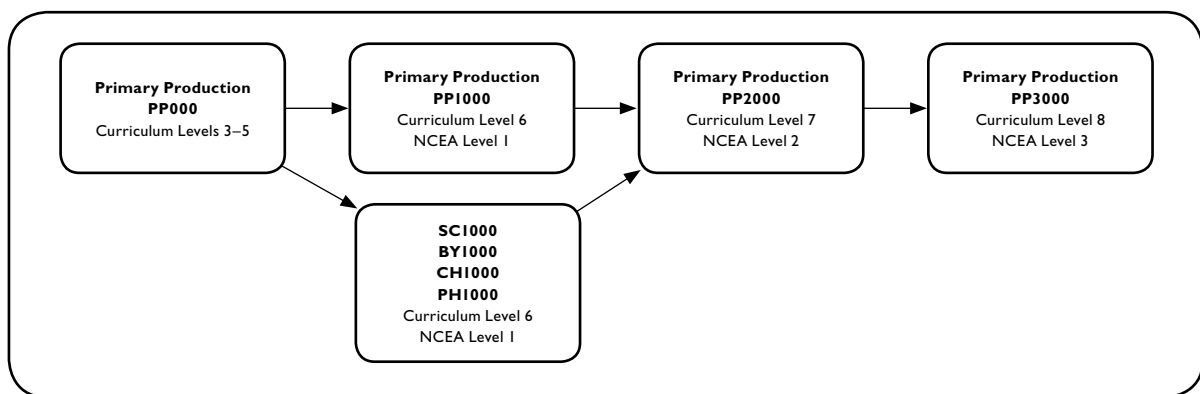 Primary Production
PP000
Curriculum Levels 3–5
Primary Production
PP1000
Curriculum Level 6
NCEA Level 1
Primary Production
PP2000
Curriculum Level 7
NCEA Level 2
Primary Production
PP3000
Curriculum Level 8
NCEA Level 3
SC1000
BY1000
CH1000
PH1000
Curriculum Level 6
NCEA Level 1